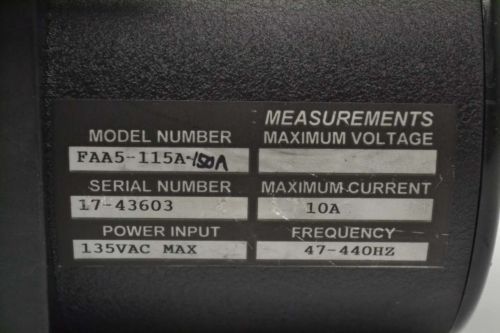 MEASUREMENTS
MODEL NUMBER MAXIMUM VOLTAGE
FAA5-115A-150A
SERIAL NUMBER MAXIMUM CURRENT
17-43603 10A
POWER INPUT FREQUENCY
135VAC MAX 47-440HZ